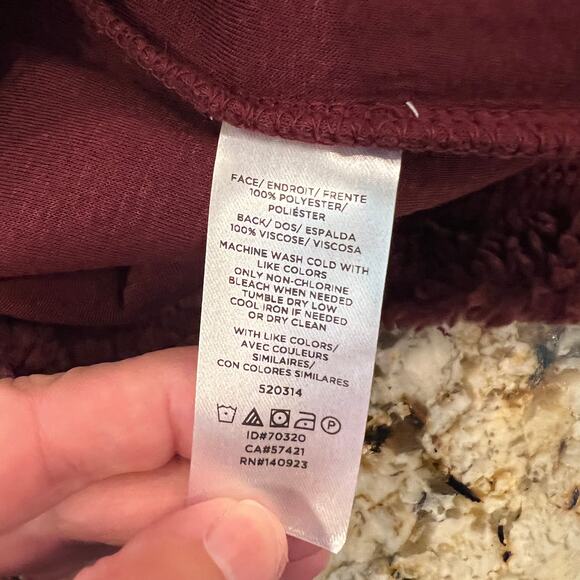 FACE/ ENDROIT/ FRENTE
100% POLYESTER/
POLIÉSTER
BACK/ DOS/ ESPALDA
100% VISCOSE/ VISCOSA
MACHINE WASH COLD WITH
LIKE COLORS
ONLY NON-CHLORINE
BLEACH WHEN NEEDED
TUMBLE DRY LOW
COOL IRON IF NEEDED
OR DRY CLEAN
WITH LIKE COLORS/
AVEC COULEURS
SIMILAIRES/
CON COLORES SIMILARES
520314
P
ID#70320
CA#57421
RN#140923